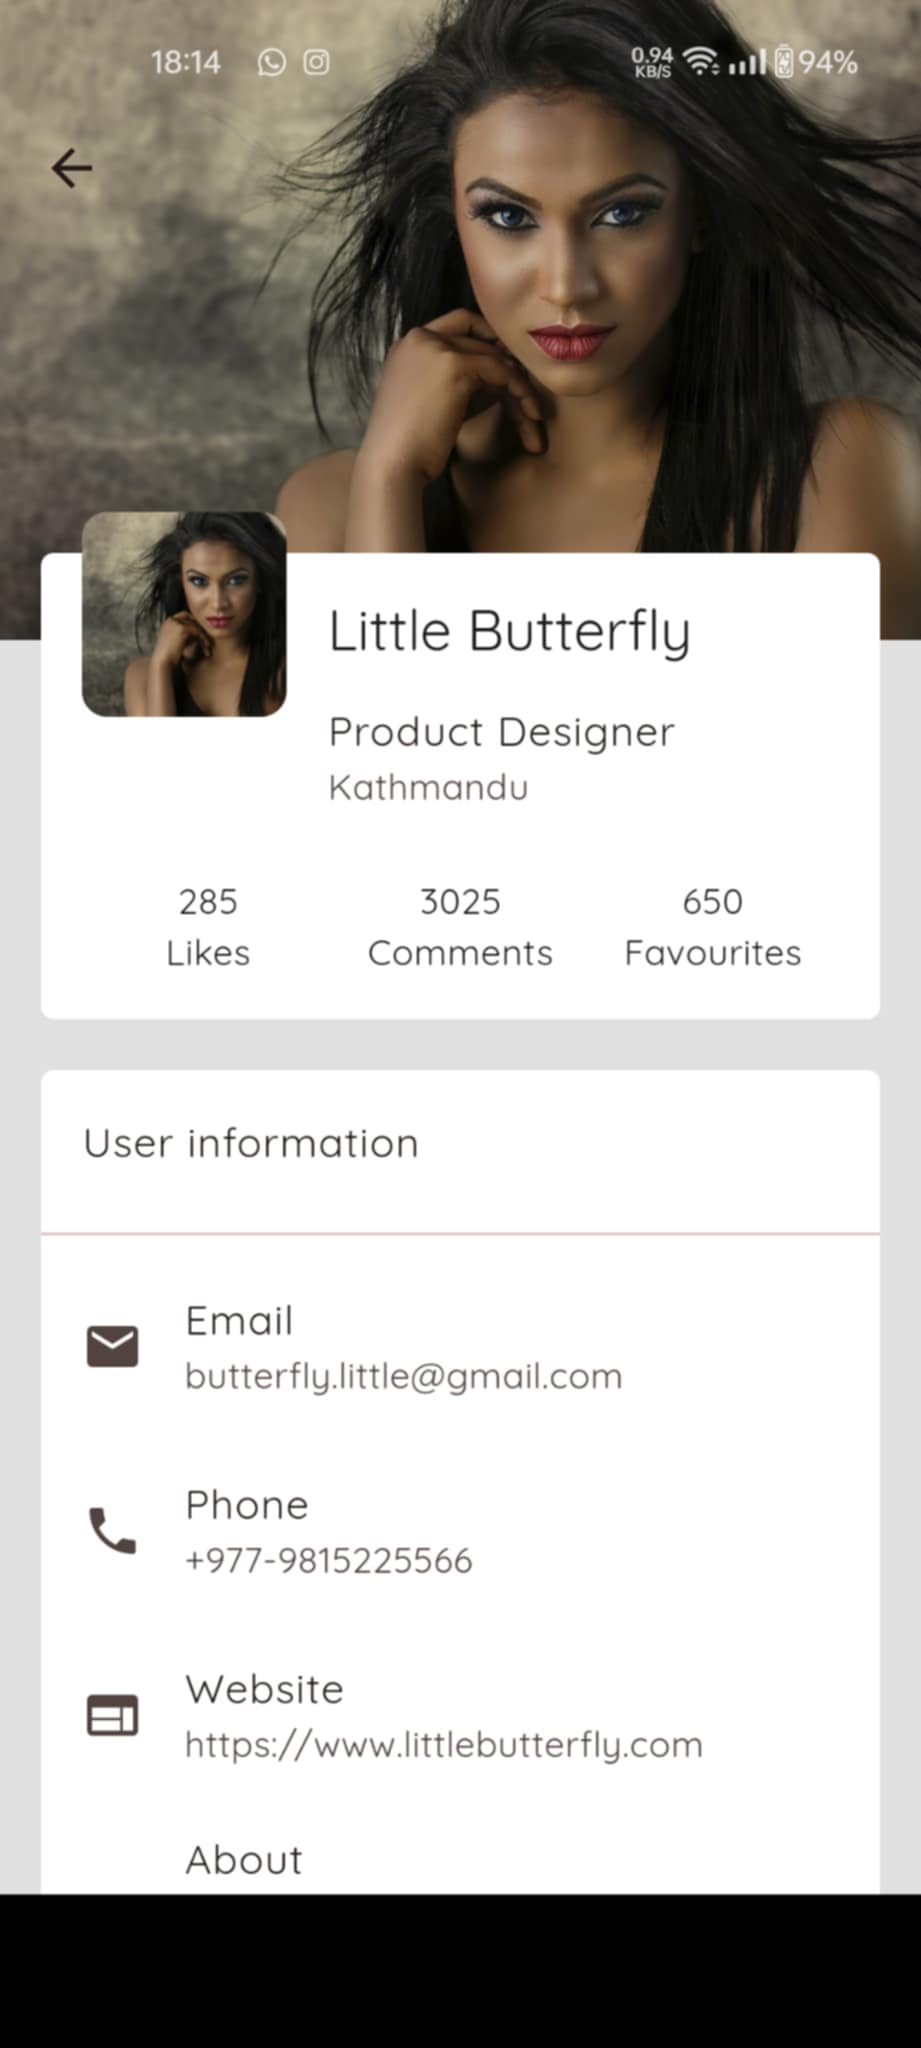 18:14
0.94
KB/S
94%
Little Butterfly
Product Designer
Kathmandu
285
Likes
3025
Comments
650
Favourites
User information
Email
butterfly.little@gmail.com
Phone
+977-9815225566
Website
https://www.littlebutterfly.com
About